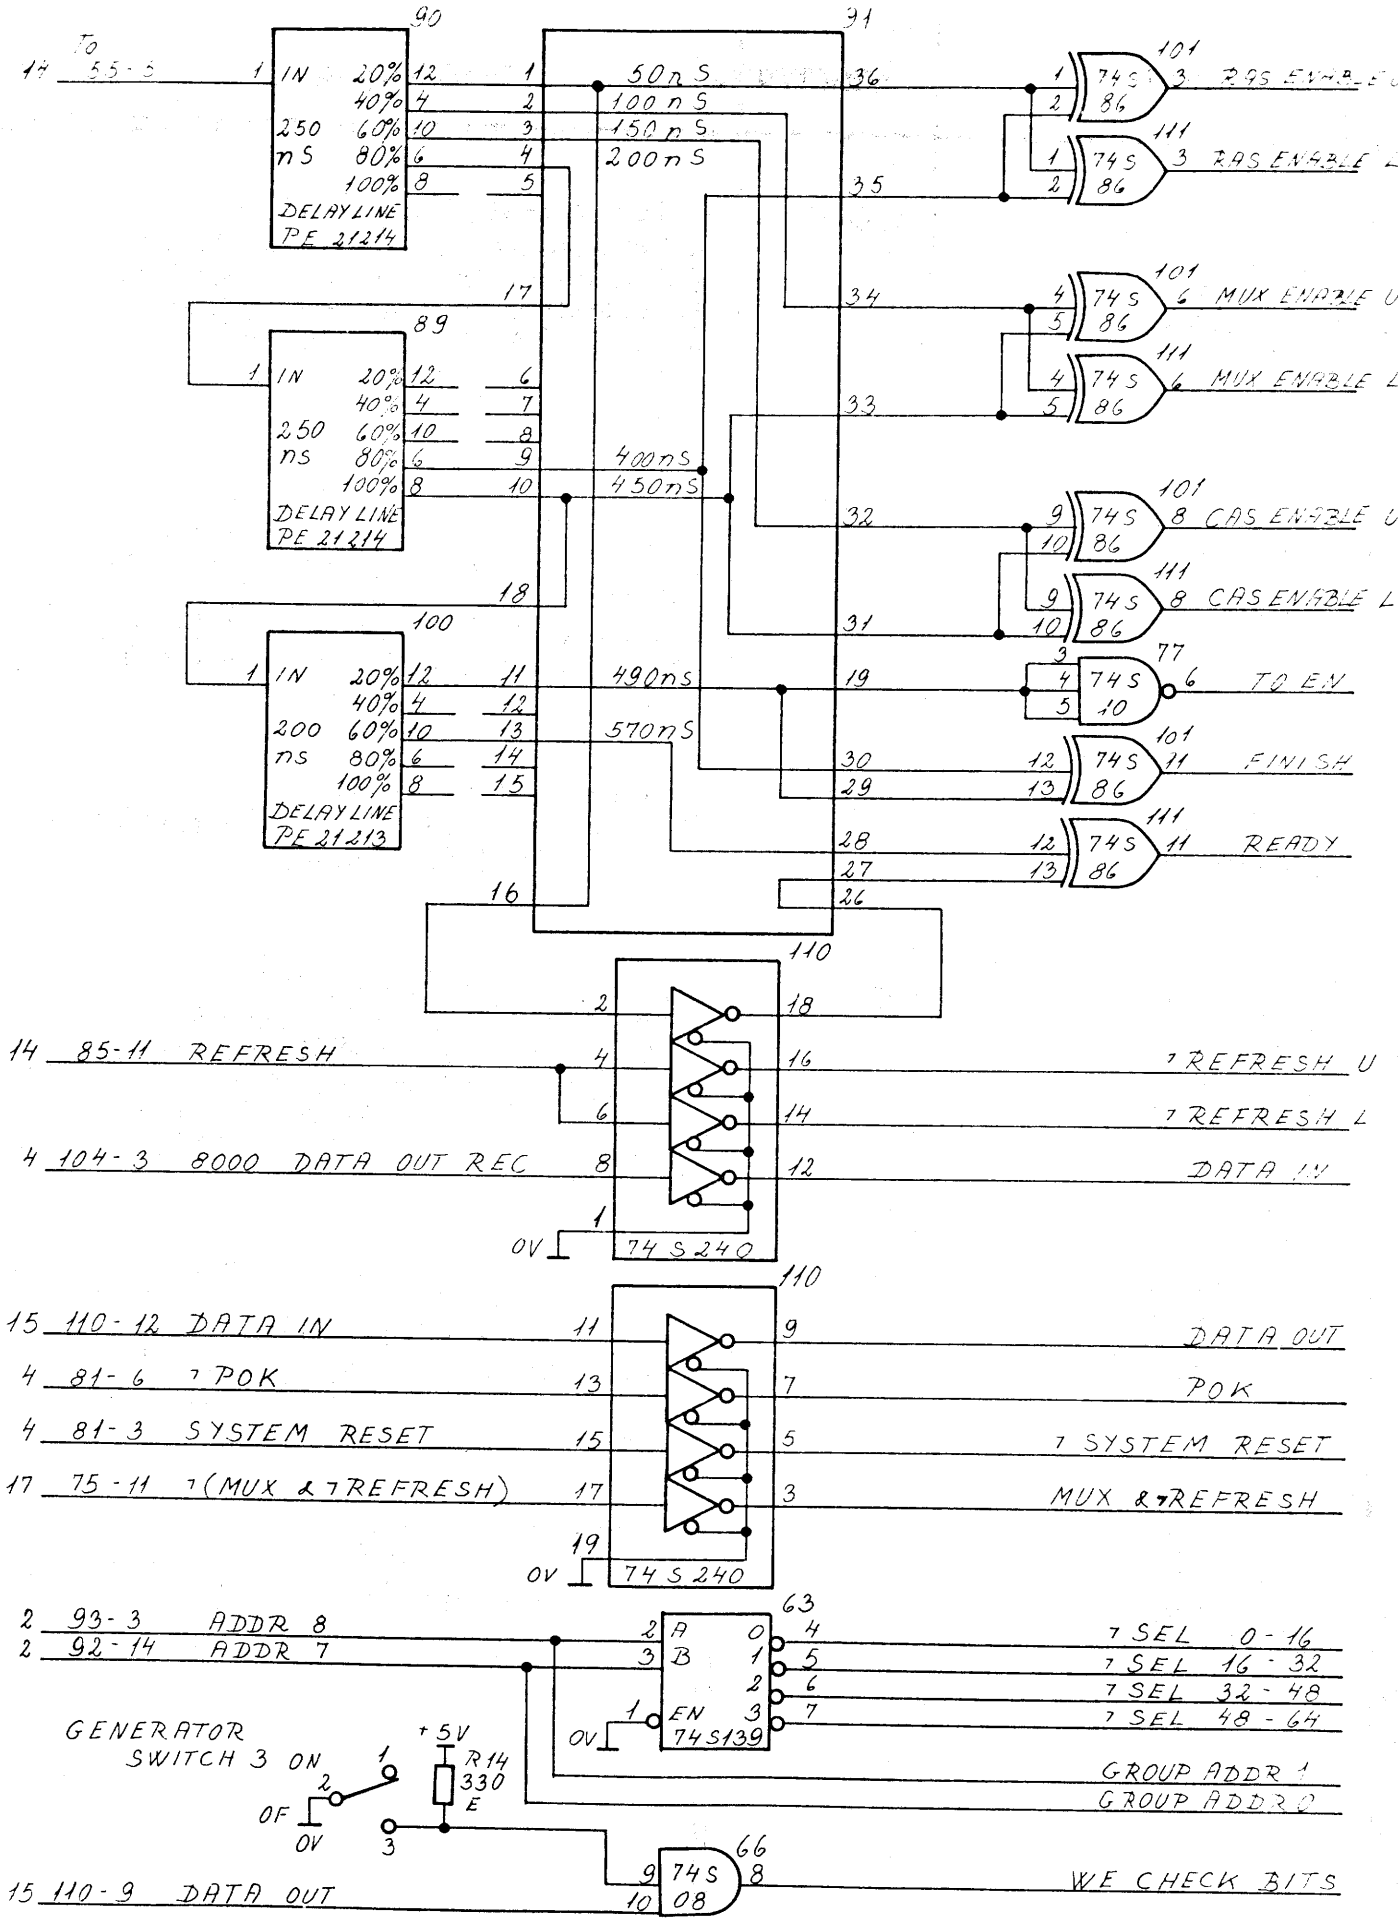 90
91
To
14 55-5
1 IN 20% 12
40% 4
250 60% 10
nS 80% 6
100% 8
DELAY LINE
PE 21214
1 50nS 36
2 100nS
3 150nS
4 200nS
5
35
101
1 74S 3 RAS ENABLE U
2 86
111
1 74S 3 RAS ENABLE L
2 86
17
34
101
4 74S 6 MUX ENABLE U
5 86
111
4 74S 6 MUX ENABLE L
5 86
33
89
1 IN 20% 12 6
40% 4 7
250 60% 10 8
ns 80% 6 9 400nS
100% 8 10 450nS
DELAY LINE
PE 21214
32
101
9 74S 8 CAS ENABLE U
10 86
111
9 74S 8 CAS ENABLE L
10 86
31
18
100
1 IN 20% 12 11 490nS 19
40% 4 12
200 60% 10 13 570nS
ns 80% 6 14
100% 8 15
DELAY LINE
PE 21213
77
3
4 74S 6 TO EN
5 10
101
30 12 74S 11 FINISH
29 13 86
111
28 12 74S 11 READY
27 13 86
26
16
110
2 18
14 85-11 REFRESH 4 16 ¬ REFRESH U
6 14 ¬ REFRESH L
4 104-3 8000 DATA OUT REC 8 12 DATA IN
1
0V 74 S 240
110
15 110-12 DATA IN 11 9 DATA OUT
4 81-6 ¬ POK 13 7 POK
4 81-3 SYSTEM RESET 15 5 ¬ SYSTEM RESET
17 75-11 ¬(MUX & ¬REFRESH) 17 3 MUX & ¬REFRESH
19
0V 74 S 240
63
2 93-3 ADDR 8 2 A 0 4 ¬ SEL 0-16
2 92-14 ADDR 7 3 B 1 5 ¬ SEL 16-32
2 6 ¬ SEL 32-48
1 EN 3 7 ¬ SEL 48-64
0V 74S139
GENERATOR
SWITCH 3 ON
1
2
OF
0V
3
+5V
R14
330
E
GROUP ADDR 1
GROUP ADDR 0
66
9 74S 8 WE CHECK BITS
10 08
15 110-9 DATA OUT